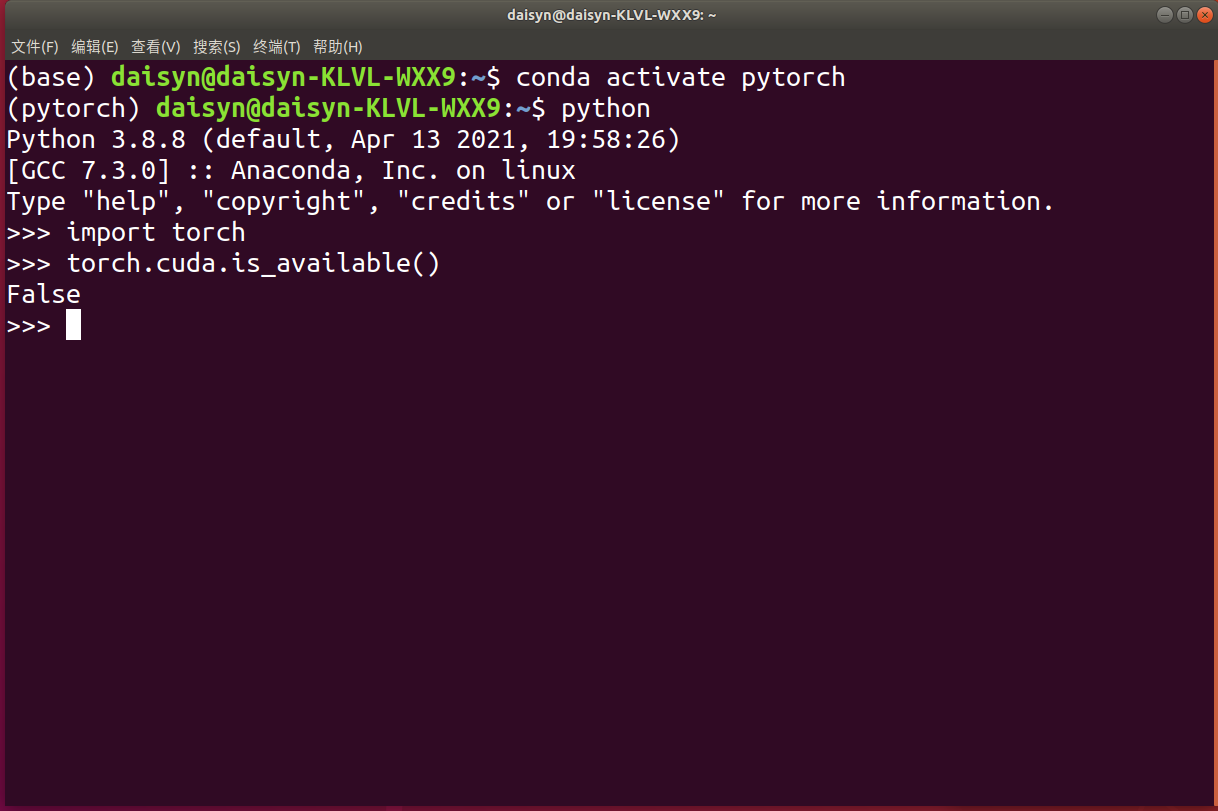 daisyn@daisyn-KLVL-WXX9: ~
文件(F) 编辑(E) 查看(V) 搜索(S) 终端(T) 帮助(H)
(base) daisyn@daisyn-KLVL-WXX9:~$ conda activate pytorch
(pytorch) daisyn@daisyn-KLVL-WXX9:~$ python
Python 3.8.8 (default, Apr 13 2021, 19:58:26)
[GCC 7.3.0] :: Anaconda, Inc. on linux
Type "help", "copyright", "credits" or "license" for more information.
>>> import torch
>>> torch.cuda.is_available()
False
>>>